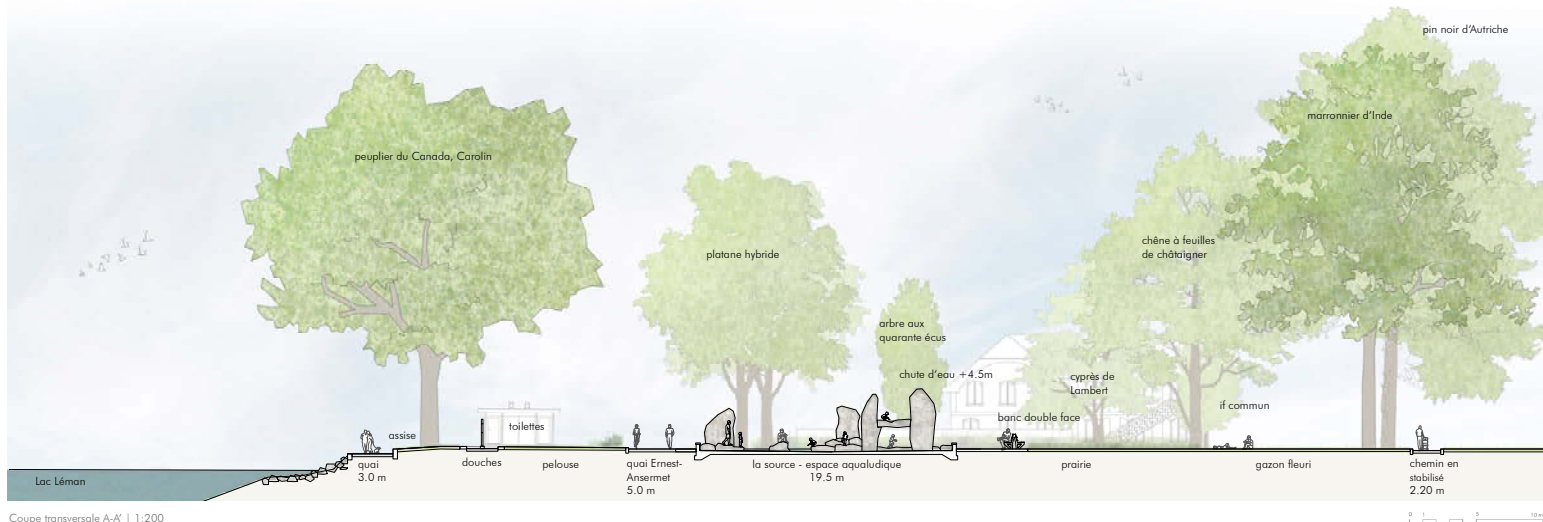 pin noir d'Autriche
marronnier d'Inde
peuplier du Canada, Carolin
chêne à feuilles
de châtaigner
platane hybride
arbre aux
quarante écus
chute d'eau +4.5m
cyprès de
Lambert
if commun
banc double face
toilettes
assise
quai
3.0 m
douches
pelouse
quai Ernest-
Ansermet
5.0 m
la source - espace aqualudique
19.5 m
prairie
gazon fleuri
chemin en
stabilisé
2.20 m
Lac Léman
Coupe transversale A-A' | 1:200
0 1 5 10 m